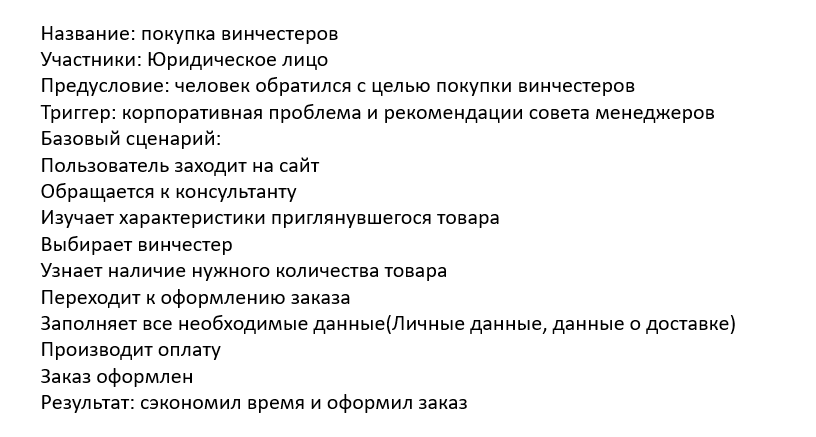 Название: покупка винчестеров
Участники: Юридическое лицо
Предусловие: человек обратился с целью покупки винчестеров
Триггер: корпоративная проблема и рекомендации совета менеджеров
Базовый сценарий:
Пользователь заходит на сайт
Обращается к консультанту
Изучает характеристики приглянувшегося товара
Выбирает винчестер
Узнает наличие нужного количества товара
Переходит к оформлению заказа
Заполняет все необходимые данные(Личные данные, данные о доставке)
Производит оплату
Заказ оформлен
Результат: сэкономил время и оформил заказ